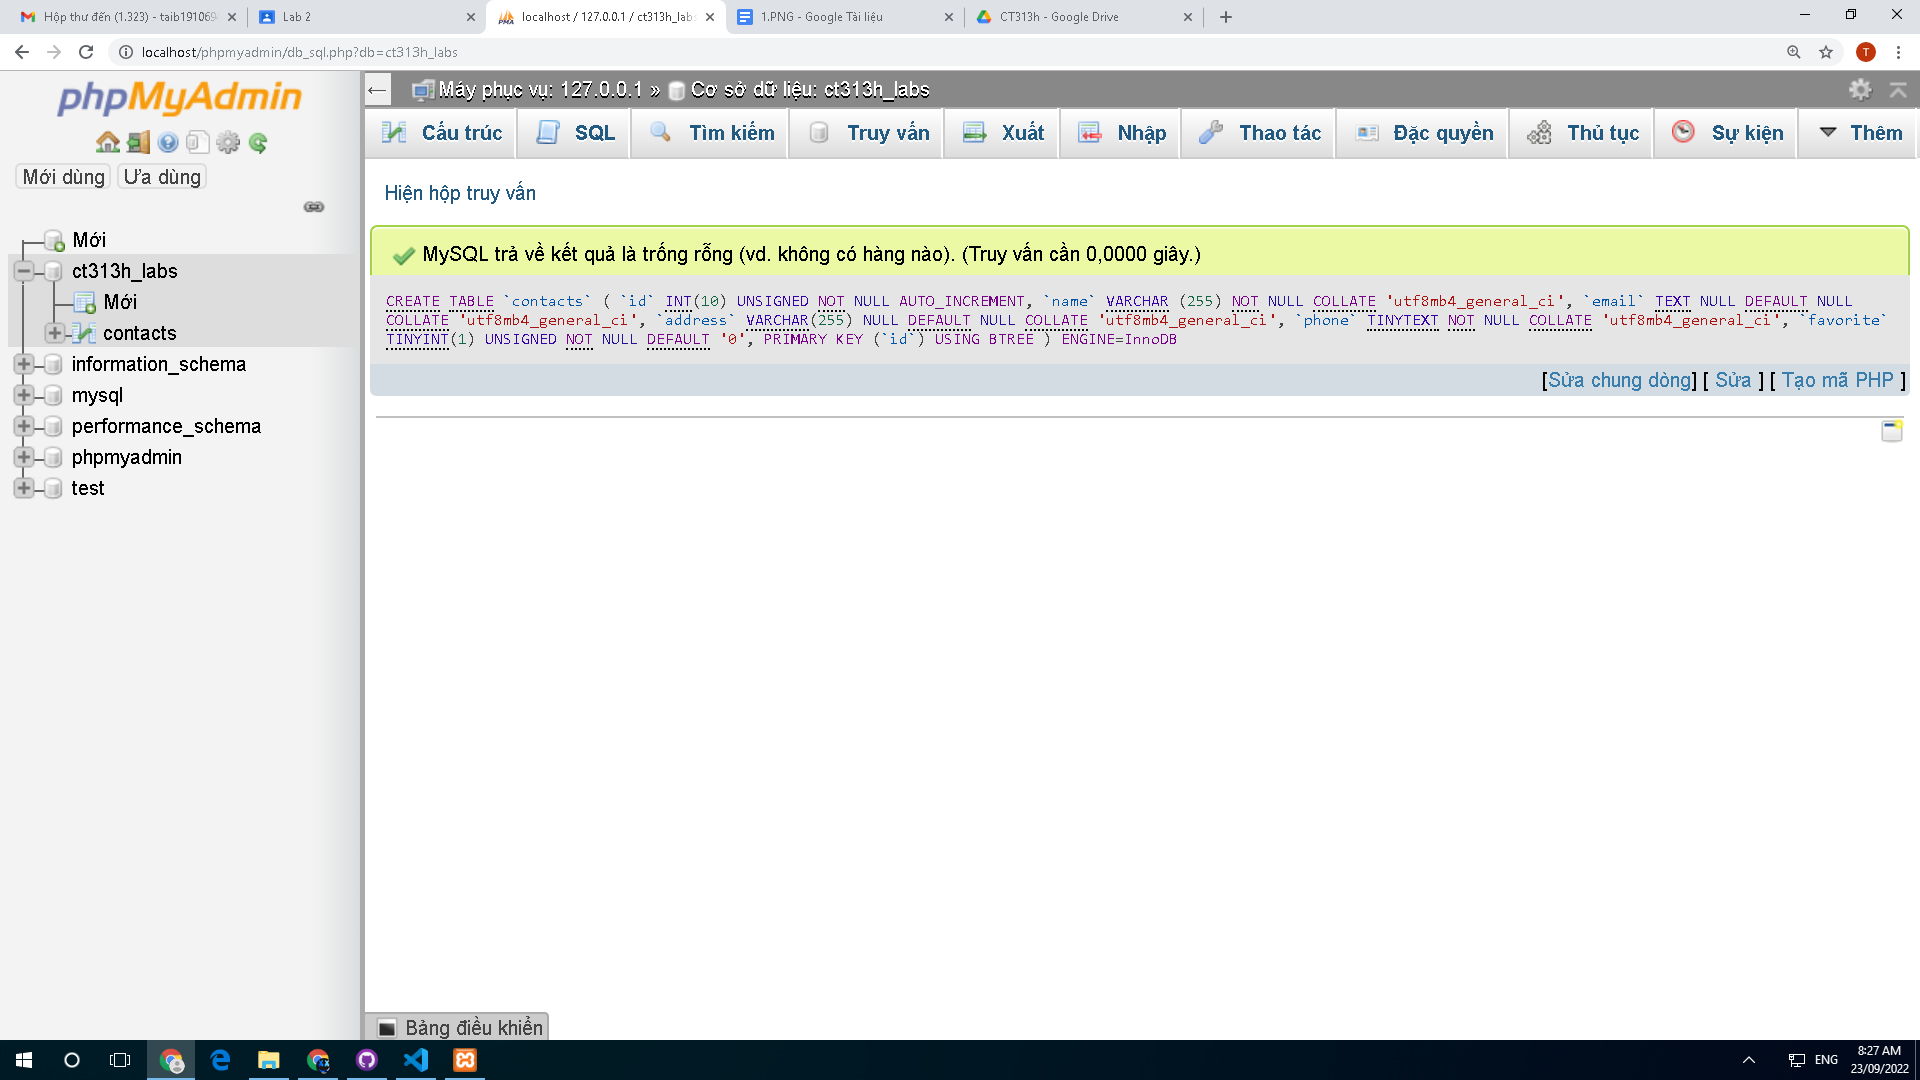 Hộp thư đến (1.323) - taib191069
Lab 2
localhost / 127.0.0.1 / ct313h_labs
1.PNG - Google Tài liệu
CT313h - Google Drive
localhost/phpmyadmin/db_sql.php?db=ct313h_labs
T
phpMyAdmin
Mới dùng
Ưa dùng
Mới
ct313h_labs
Mới
contacts
information_schema
mysql
performance_schema
phpmyadmin
test
Máy phục vụ: 127.0.0.1 » Cơ sở dữ liệu: ct313h_labs
Cấu trúc
SQL
Tìm kiếm
Truy vấn
Xuất
Nhập
Thao tác
Đặc quyền
Thủ tục
Sự kiện
Thêm
Hiện hộp truy vấn
MySQL trả về kết quả là trống rỗng (vd. không có hàng nào). (Truy vấn cần 0,0000 giây.)
CREATE TABLE `contacts` ( `id` INT(10) UNSIGNED NOT NULL AUTO_INCREMENT, `name` VARCHAR (255) NOT NULL COLLATE 'utf8mb4_general_ci', `email` TEXT NULL DEFAULT NULL
COLLATE 'utf8mb4_general_ci', `address` VARCHAR(255) NULL DEFAULT NULL COLLATE 'utf8mb4_general_ci', `phone` TINYTEXT NOT NULL COLLATE 'utf8mb4_general_ci', `favorite`
TINYINT(1) UNSIGNED NOT NULL DEFAULT '0', PRIMARY KEY (`id`) USING BTREE ) ENGINE=InnoDB
[Sửa chung dòng] [ Sửa ] [ Tạo mã PHP ]
Bảng điều khiển
ENG
8:27 AM
23/09/2022